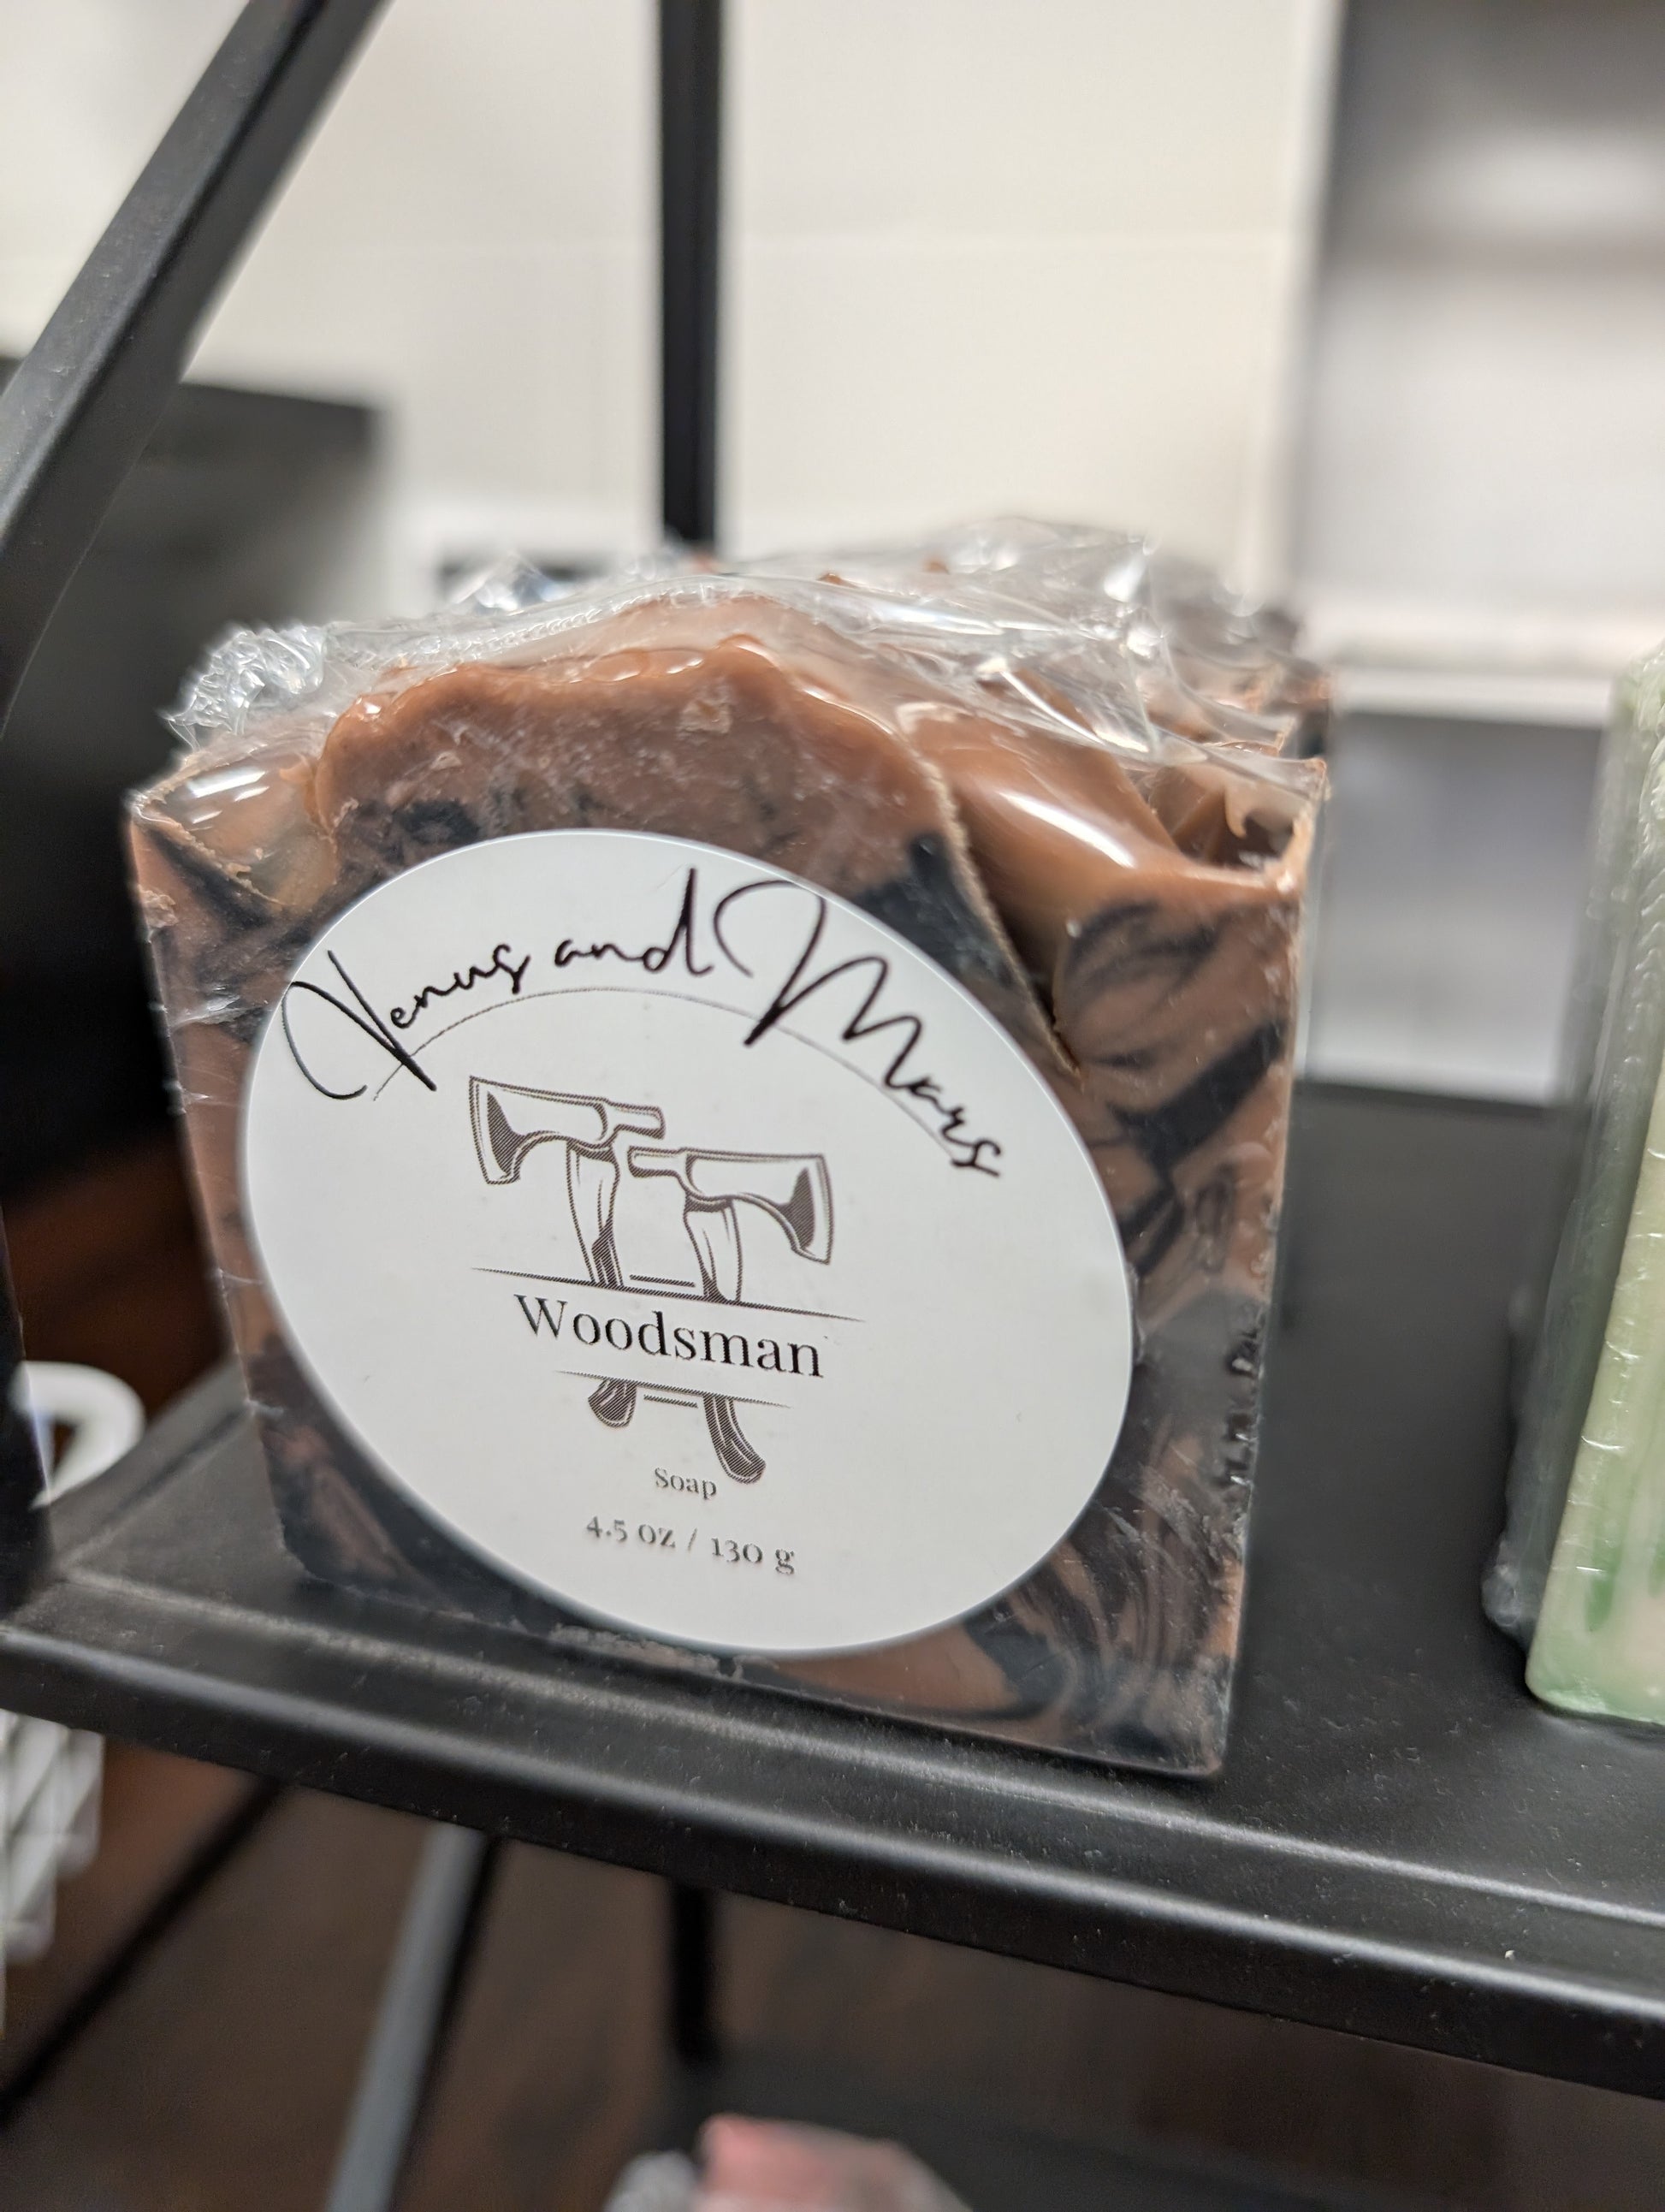 Venus and Mars
Woodsman
Soap
4.5 oz / 130 g